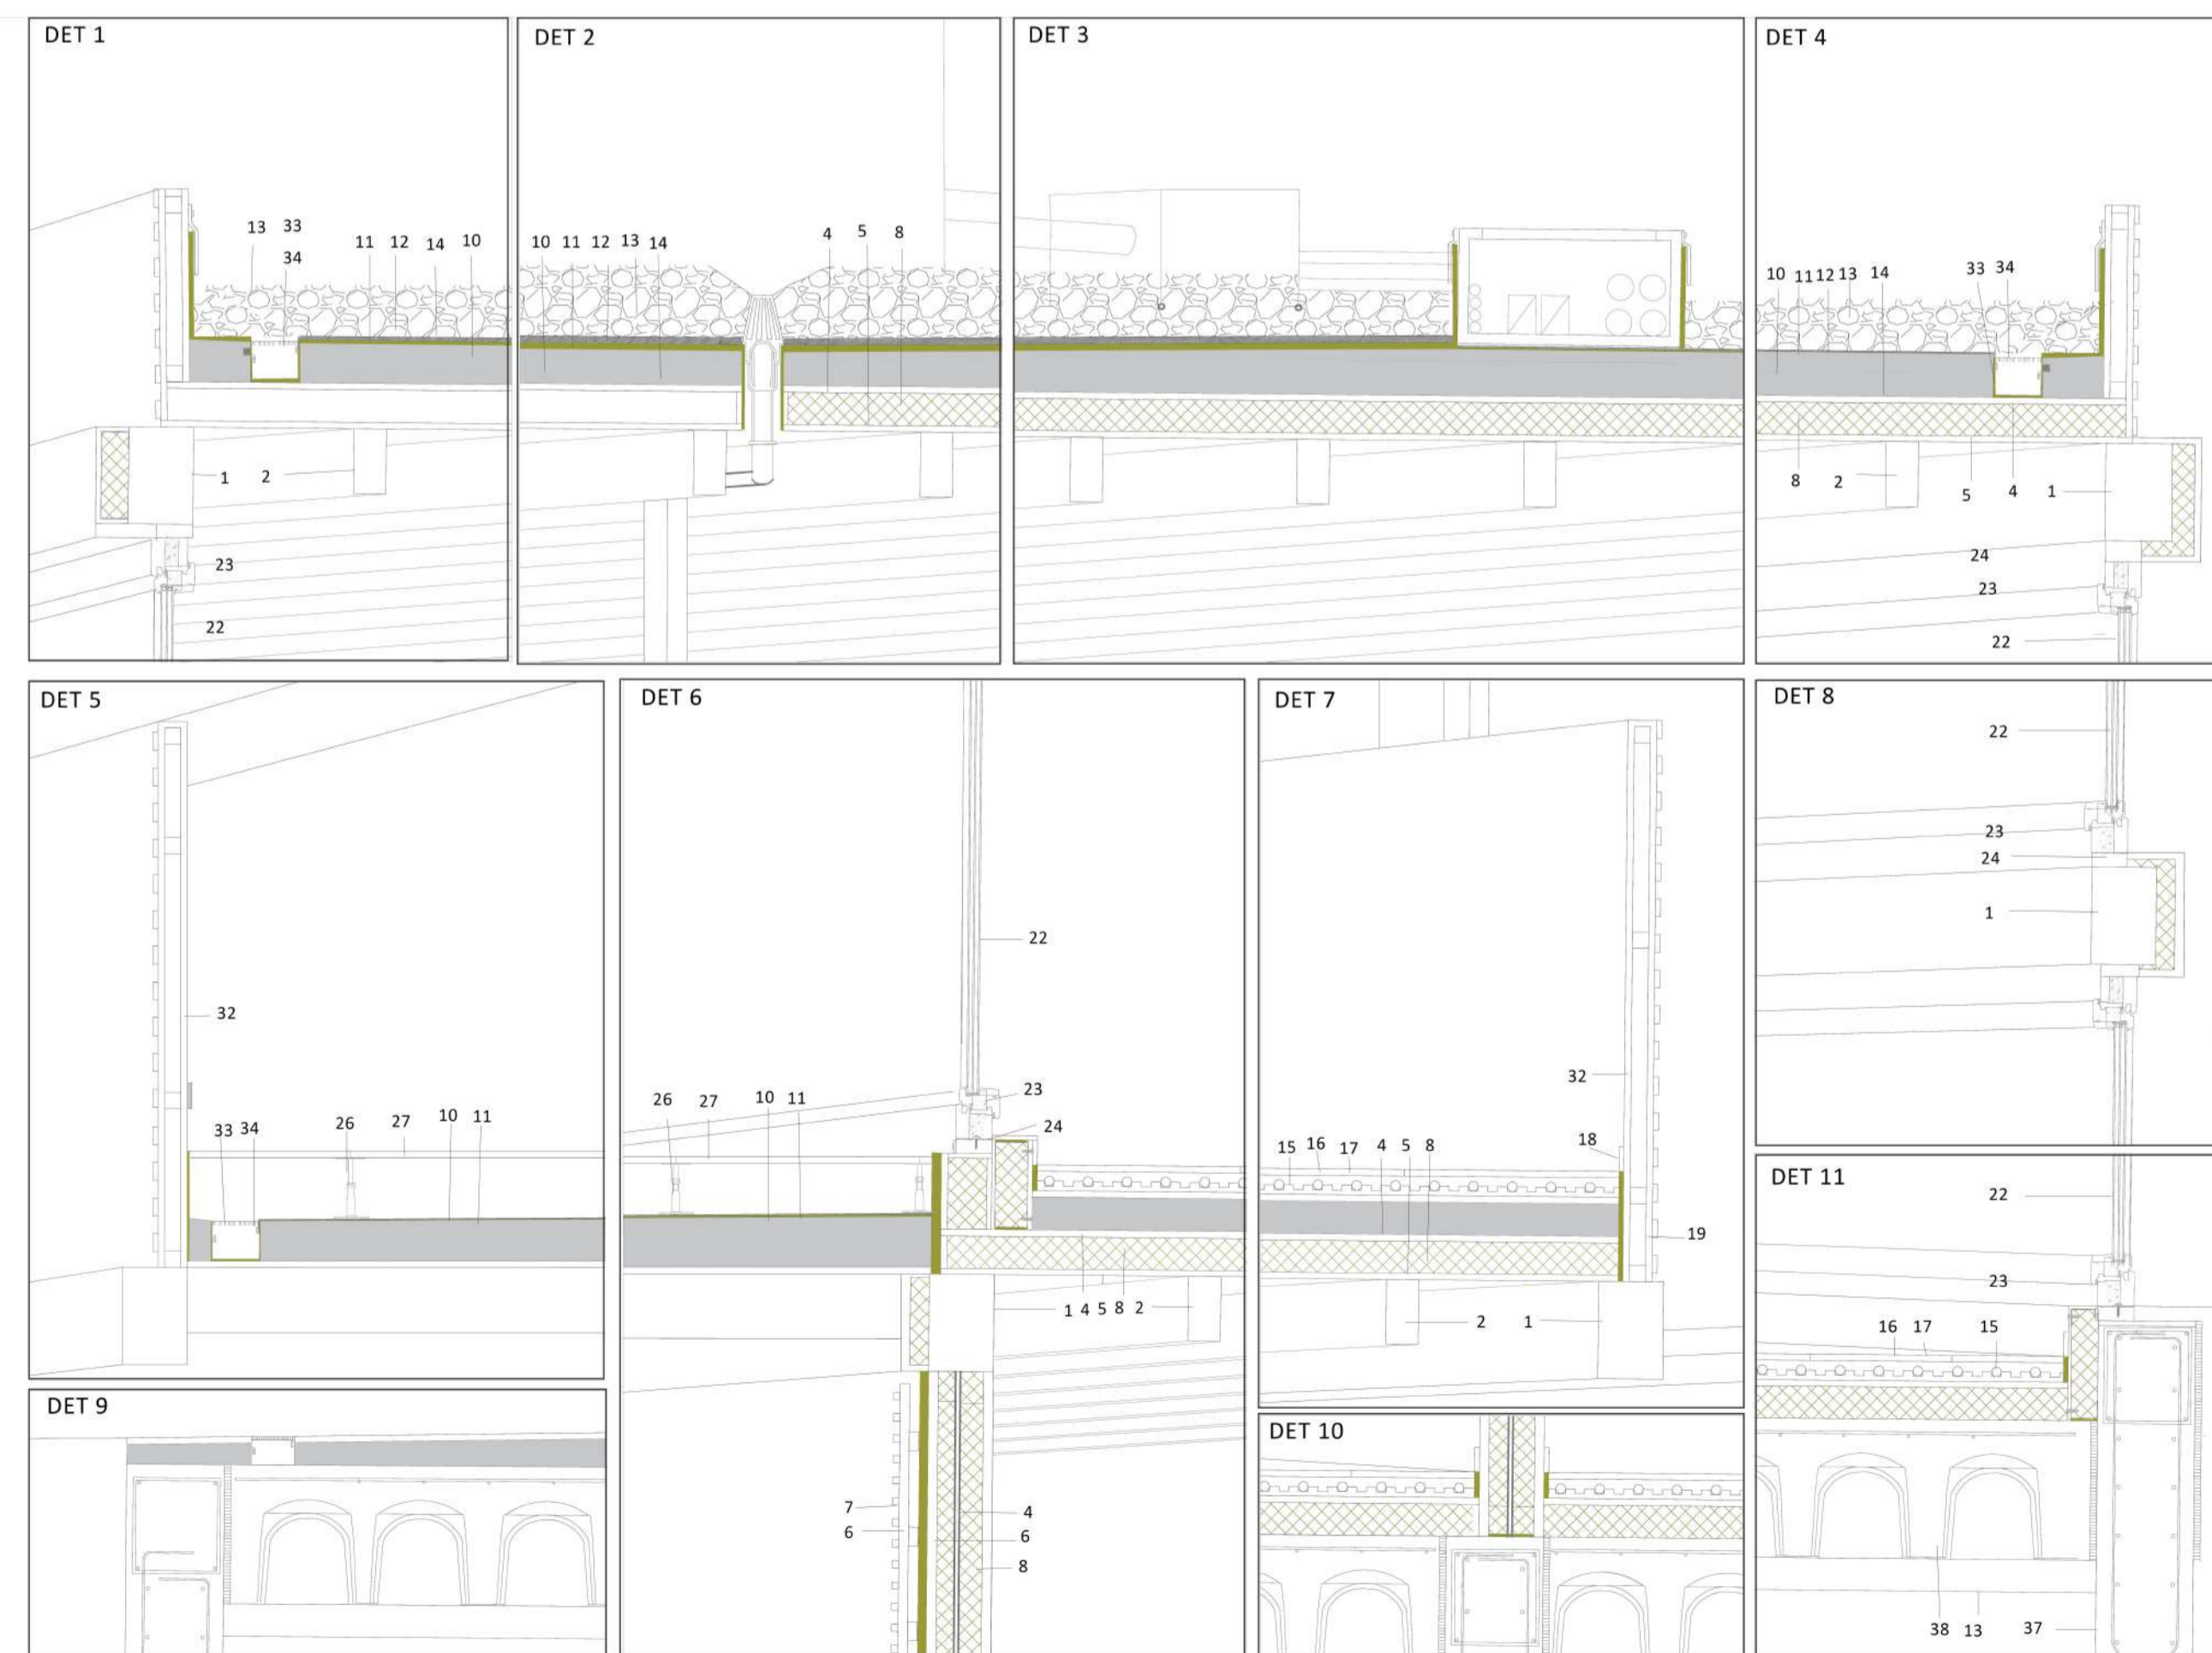 DET 1
13 33
34
11 12 14 10
1 2
23
22
DET 2
10 11 12 13 14
4 5 8
DET 3
DET 4
10 11 12 13 14
33 34
8 2
5 4 1
24
23
22
DET 5
32
33 34
26 27 10 11
DET 6
22
26 27 10 11
23
24
1 4 5 8 2
7
6
4
6
8
DET 7
32
15 16 17 4 5 8
18
19
2 1
DET 8
22
23
24
1
DET 9
DET 10
DET 11
22
23
16 17 15
38 13 37